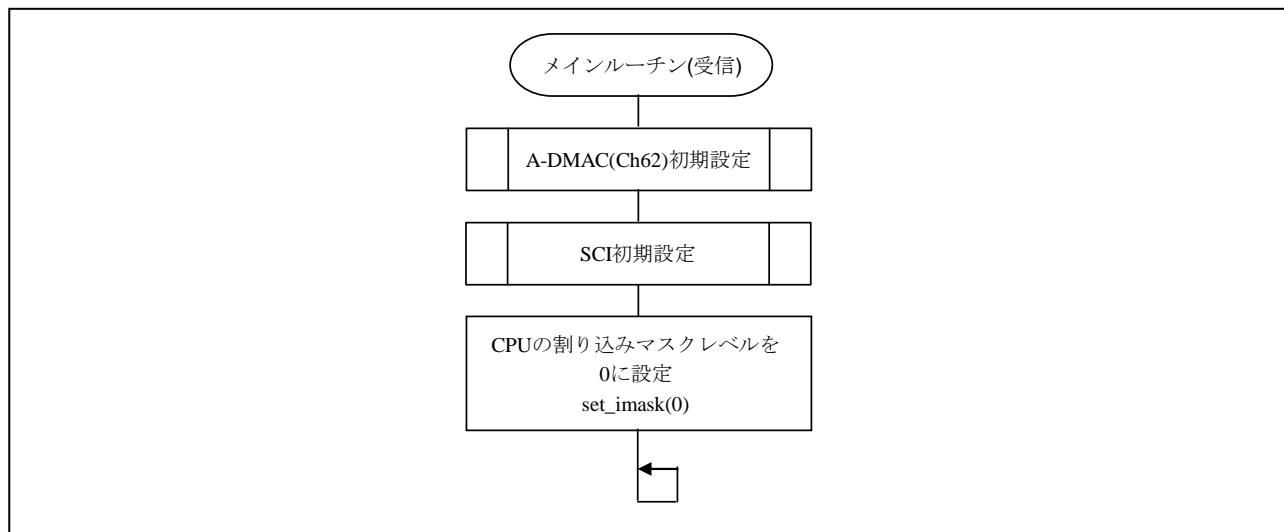 メインルーチン(受信)
A-DMAC(Ch62)初期設定
SCI初期設定
CPUの割り込みマスクレベルを
0に設定
set_imask(0)